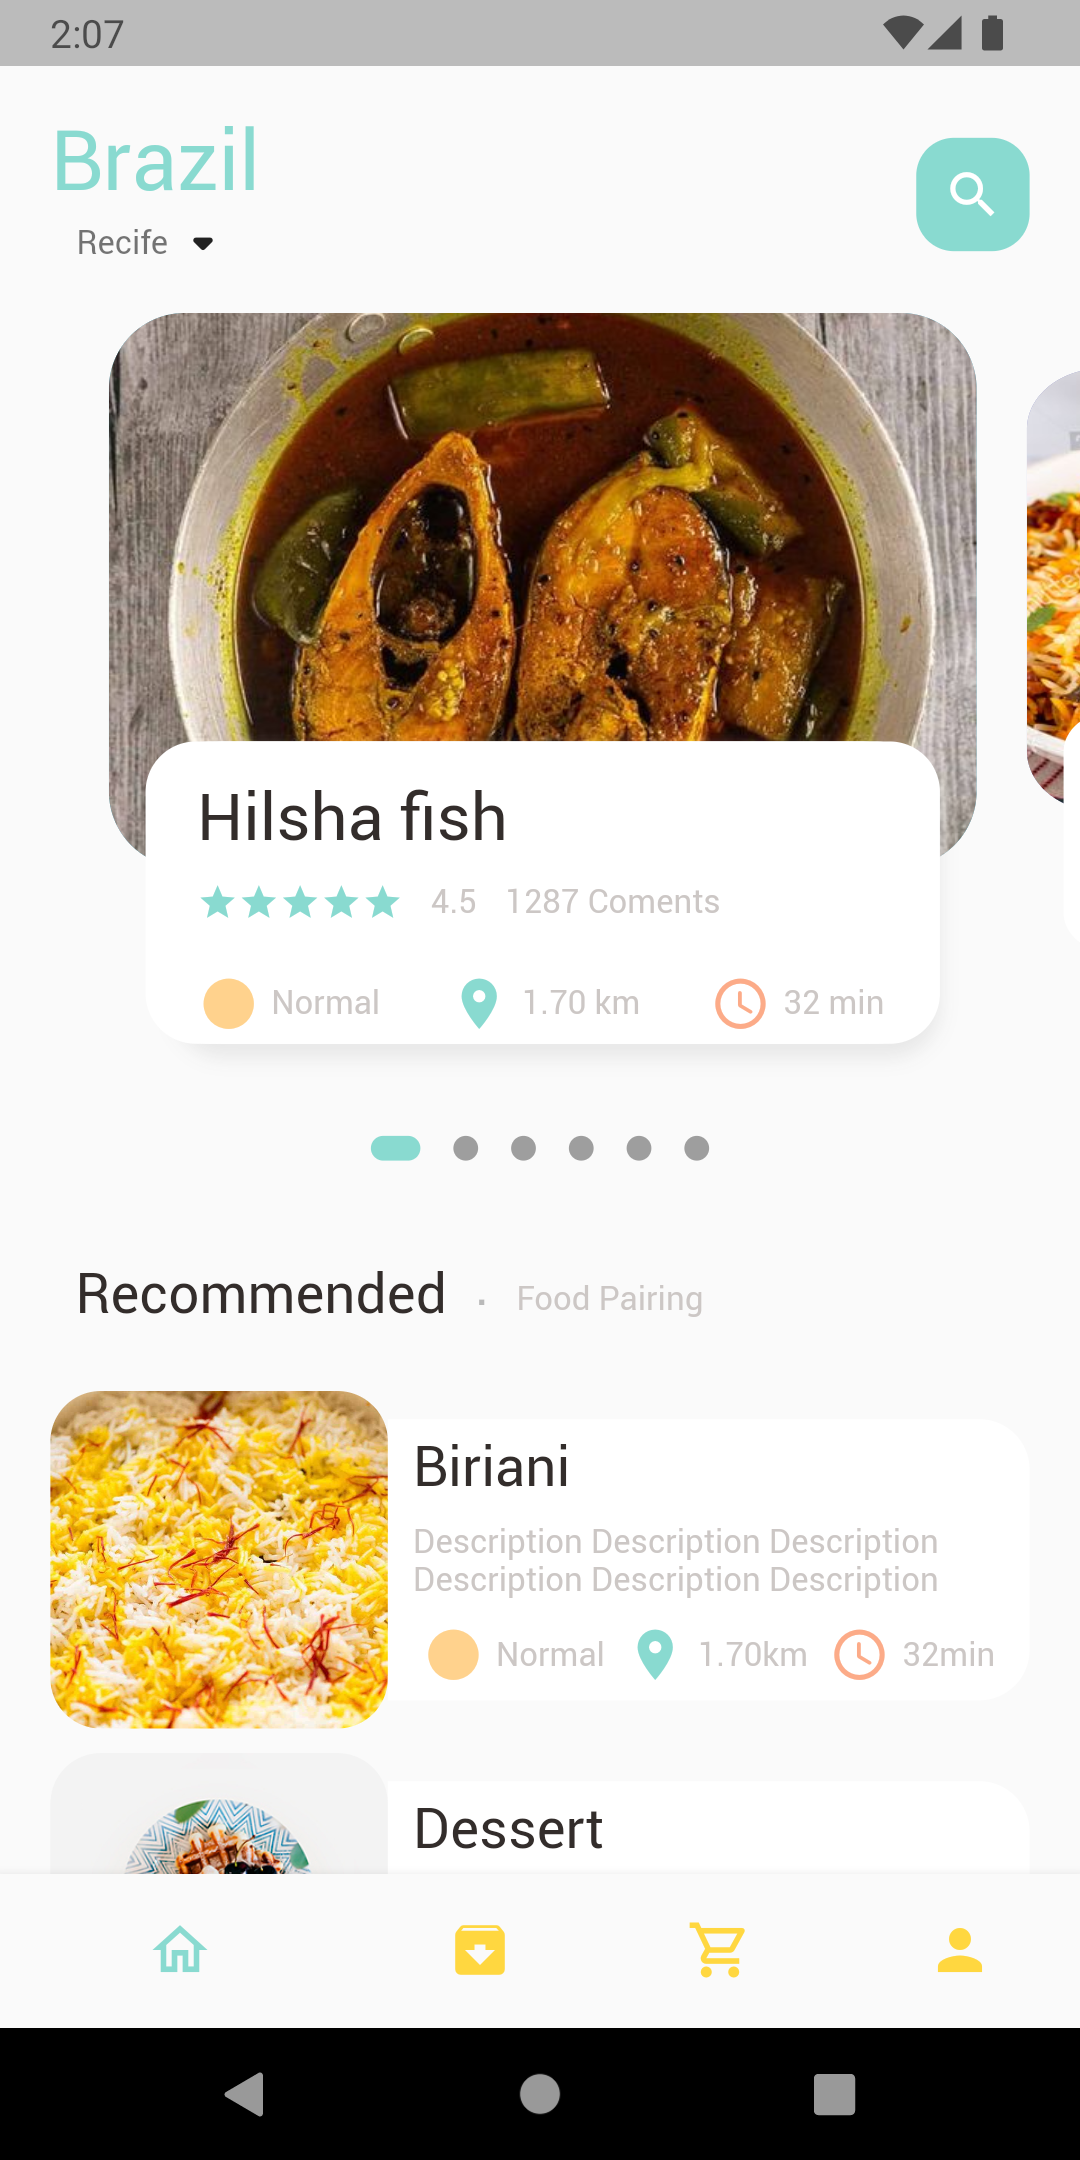 2:07
Brazil
Recife
Hilsha fish
4.5 1287 Coments
Normal 1.70 km 32 min
Recommended . Food Pairing
Biriani
Description Description Description
Description Description Description
Normal 1.70km 32min
Dessert